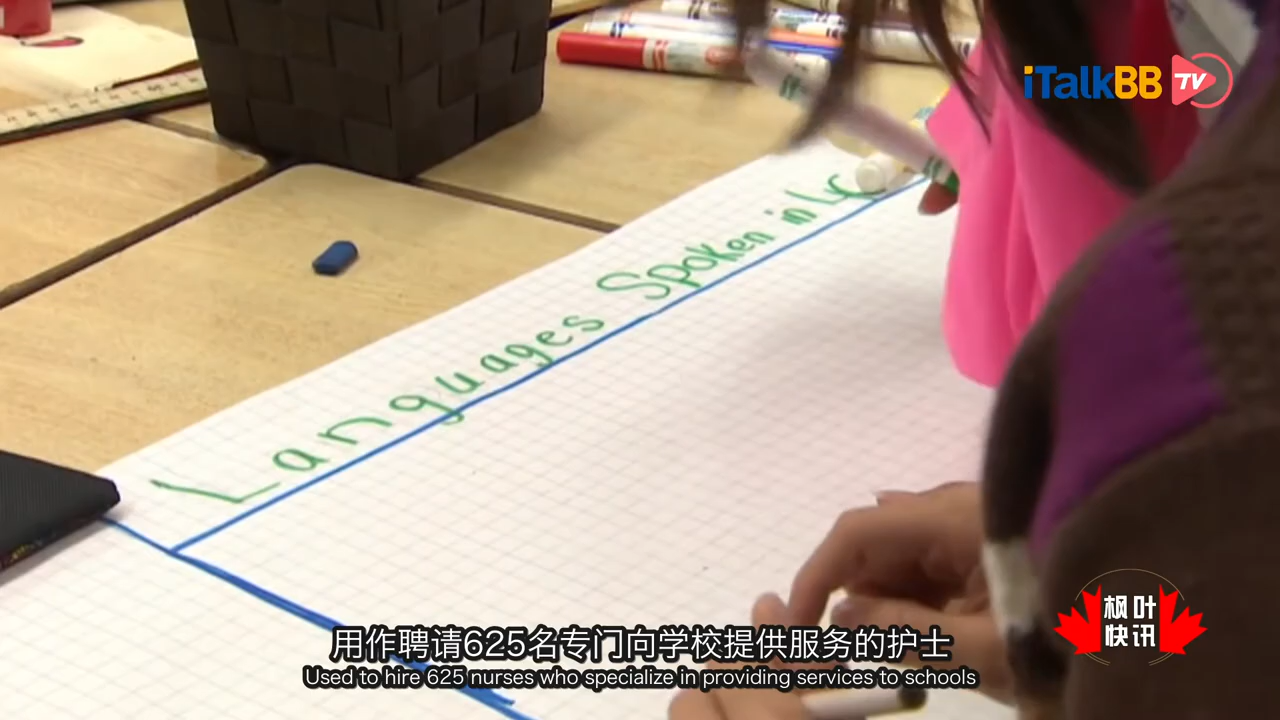 iTalkBB TV
Languages Spoken in
枫叶
快讯
用作聘请625名专门向学校提供服务的护士
Used to hire 625 nurses who specialize in providing services to schools